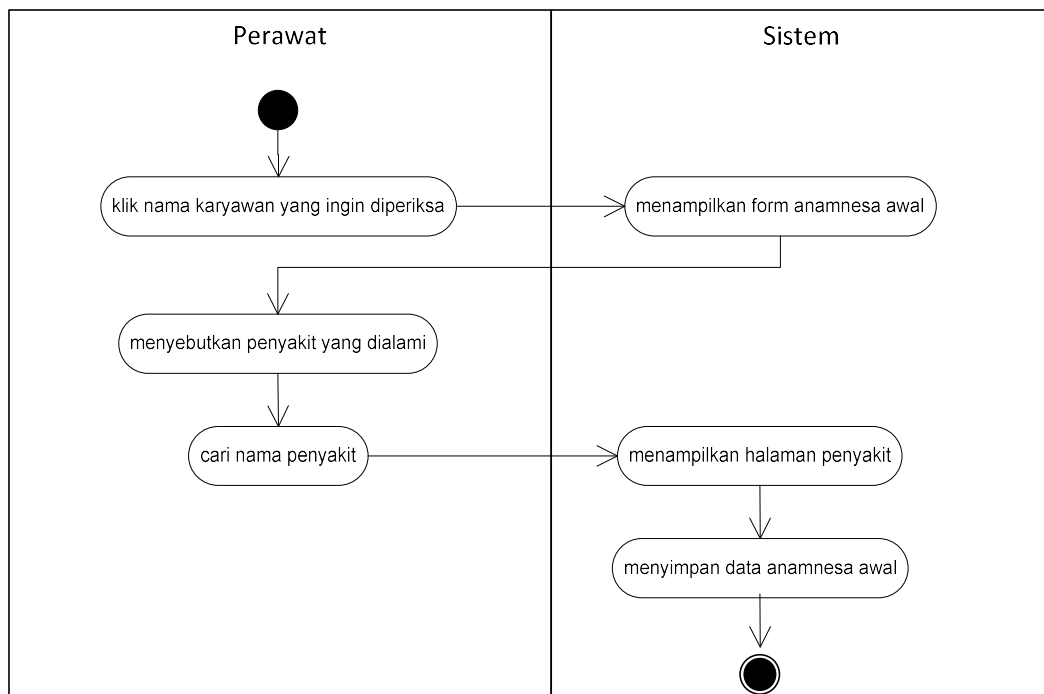 Perawat
Sistem
klik nama karyawan yang ingin diperiksa
menampilkan form anamnesa awal
menyebutkan penyakit yang dialami
cari nama penyakit
menampilkan halaman penyakit
menyimpan data anamnesa awal